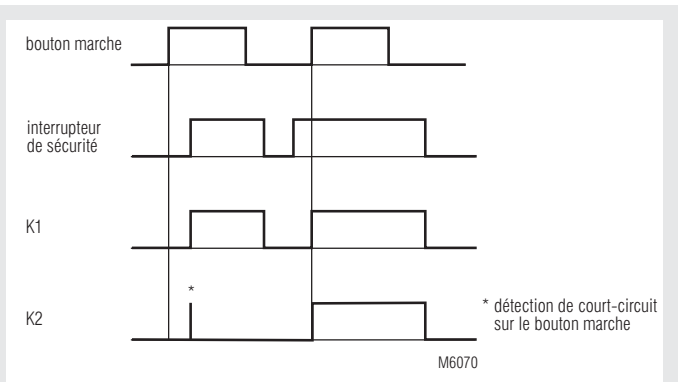 bouton marche
interrupteur
de sécurité
K1
*
K2
* détection de court-circuit
sur le bouton marche
M6070